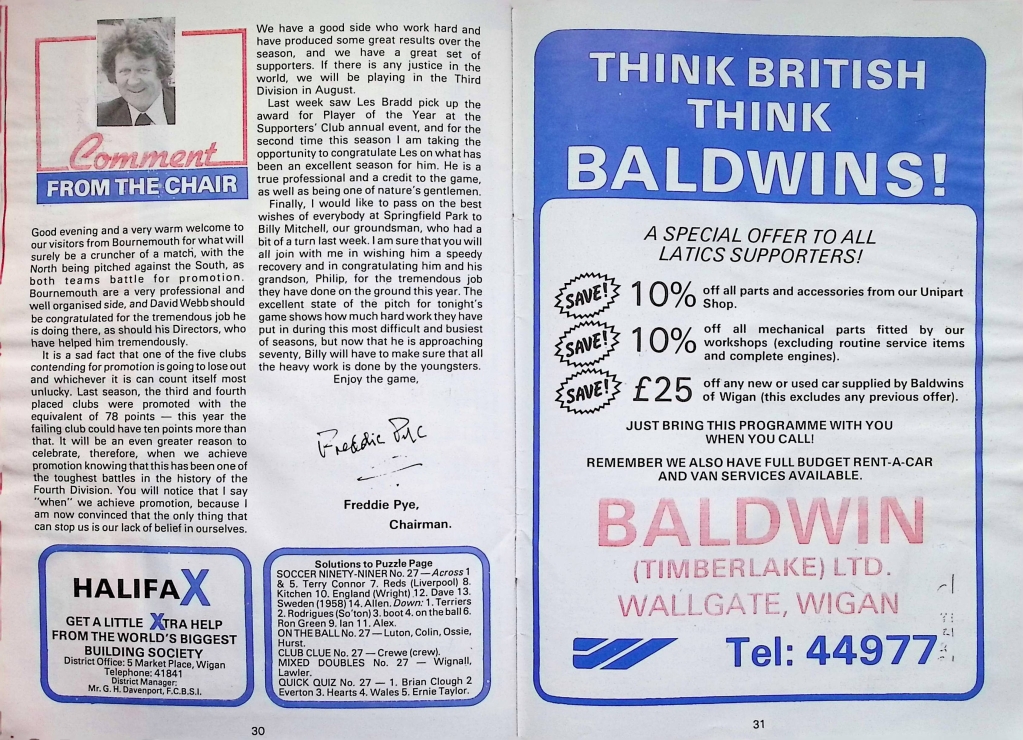 Comment
FROM THE CHAIR
Good evening and a very warm welcome to
our visitors from Bournemouth for what will
surely be a cruncher of a match, with the
North being pitched against the South, as
both teams battle for promotion.
Bournemouth are a very professional and
well organised side, and David Webb should
be congratulated for the tremendous job he
is doing there, as should his Directors, who
have helped him tremendously.
It is a sad fact that one of the five clubs
contending for promotion is going to lose out
and whichever it is can count itself most
unlucky. Last season, the third and fourth
placed clubs were promoted with the
equivalent of 78 points — this year the
failing club could have ten points more than
that. It will be an even greater reason to
celebrate, therefore, when we achieve
promotion knowing that this has been one of
the toughest battles in the history of the
Fourth Division. You will notice that I say
"when" we achieve promotion, because I
am now convinced that the only thing that
can stop us is our lack of belief in ourselves.
We have a good side who work hard and
have produced some great results over the
season, and we have a great set of
supporters. If there is any justice in the
world, we will be playing in the Third
Division in August.
Last week saw Les Bradd pick up the
award for Player of the Year at the
Supporters' Club annual event, and for the
second time this season I am taking the
opportunity to congratulate Les on what has
been an excellent season for him. He is a
true professional and a credit to the game,
as well as being one of nature's gentlemen.
Finally, I would like to pass on the best
wishes of everybody at Springfield Park to
Billy Mitchell, our groundsman, who had a
bit of a turn last week. I am sure that you will
all join with me in wishing him a speedy
recovery and in congratulating him and his
grandson, Philip, for the tremendous job
they have done on the ground this year. The
excellent state of the pitch for tonight's
game shows how much hard work they have
put in during this most difficult and busiest
of seasons, but now that he is approaching
seventy, Billy will have to make sure that all
the heavy work is done by the youngsters.
Enjoy the game,
Freddie Pye
Freddie Pye,
Chairman.
HALIFAX
GET A LITTLE XTRA HELP
FROM THE WORLD'S BIGGEST
BUILDING SOCIETY
District Office: 5 Market Place, Wigan
Telephone: 41841
District Manager:
Mr. G. H. Davenport, F.C.B.S.I.
Solutions to Puzzle Page
SOCCER NINETY-NINER No. 27 — Across 1
& 5. Terry Connor 7. Reds (Liverpool) 8.
Kitchen 10. England (Wright) 12. Dave 13.
Sweden (1958) 14. Allen. Down: 1. Terriers
2. Rodrigues (So'ton) 3. boot 4. on the ball 6.
Ron Green 9. Ian 11. Alex.
ON THE BALL No. 27 — Luton, Colin, Ossie,
Hurst.
CLUB CLUE No. 27 — Crewe (crew).
MIXED DOUBLES No. 27 — Wignall,
Lawler.
QUICK QUIZ No. 27 — 1. Brian Clough 2
Everton 3. Hearts 4. Wales 5. Ernie Taylor.
30
THINK BRITISH
THINK
BALDWINS!
A SPECIAL OFFER TO ALL
LATICS SUPPORTERS!
SAVE! 10% off all parts and accessories from our Unipart
Shop.
SAVE! 10% off all mechanical parts fitted by our
workshops (excluding routine service items
and complete engines).
SAVE! £25 off any new or used car supplied by Baldwins
of Wigan (this excludes any previous offer).
JUST BRING THIS PROGRAMME WITH YOU
WHEN YOU CALL!
REMEMBER WE ALSO HAVE FULL BUDGET RENT-A-CAR
AND VAN SERVICES AVAILABLE.
BALDWIN
(TIMBERLAKE) LTD.
WALLGATE, WIGAN
Tel: 44977
31